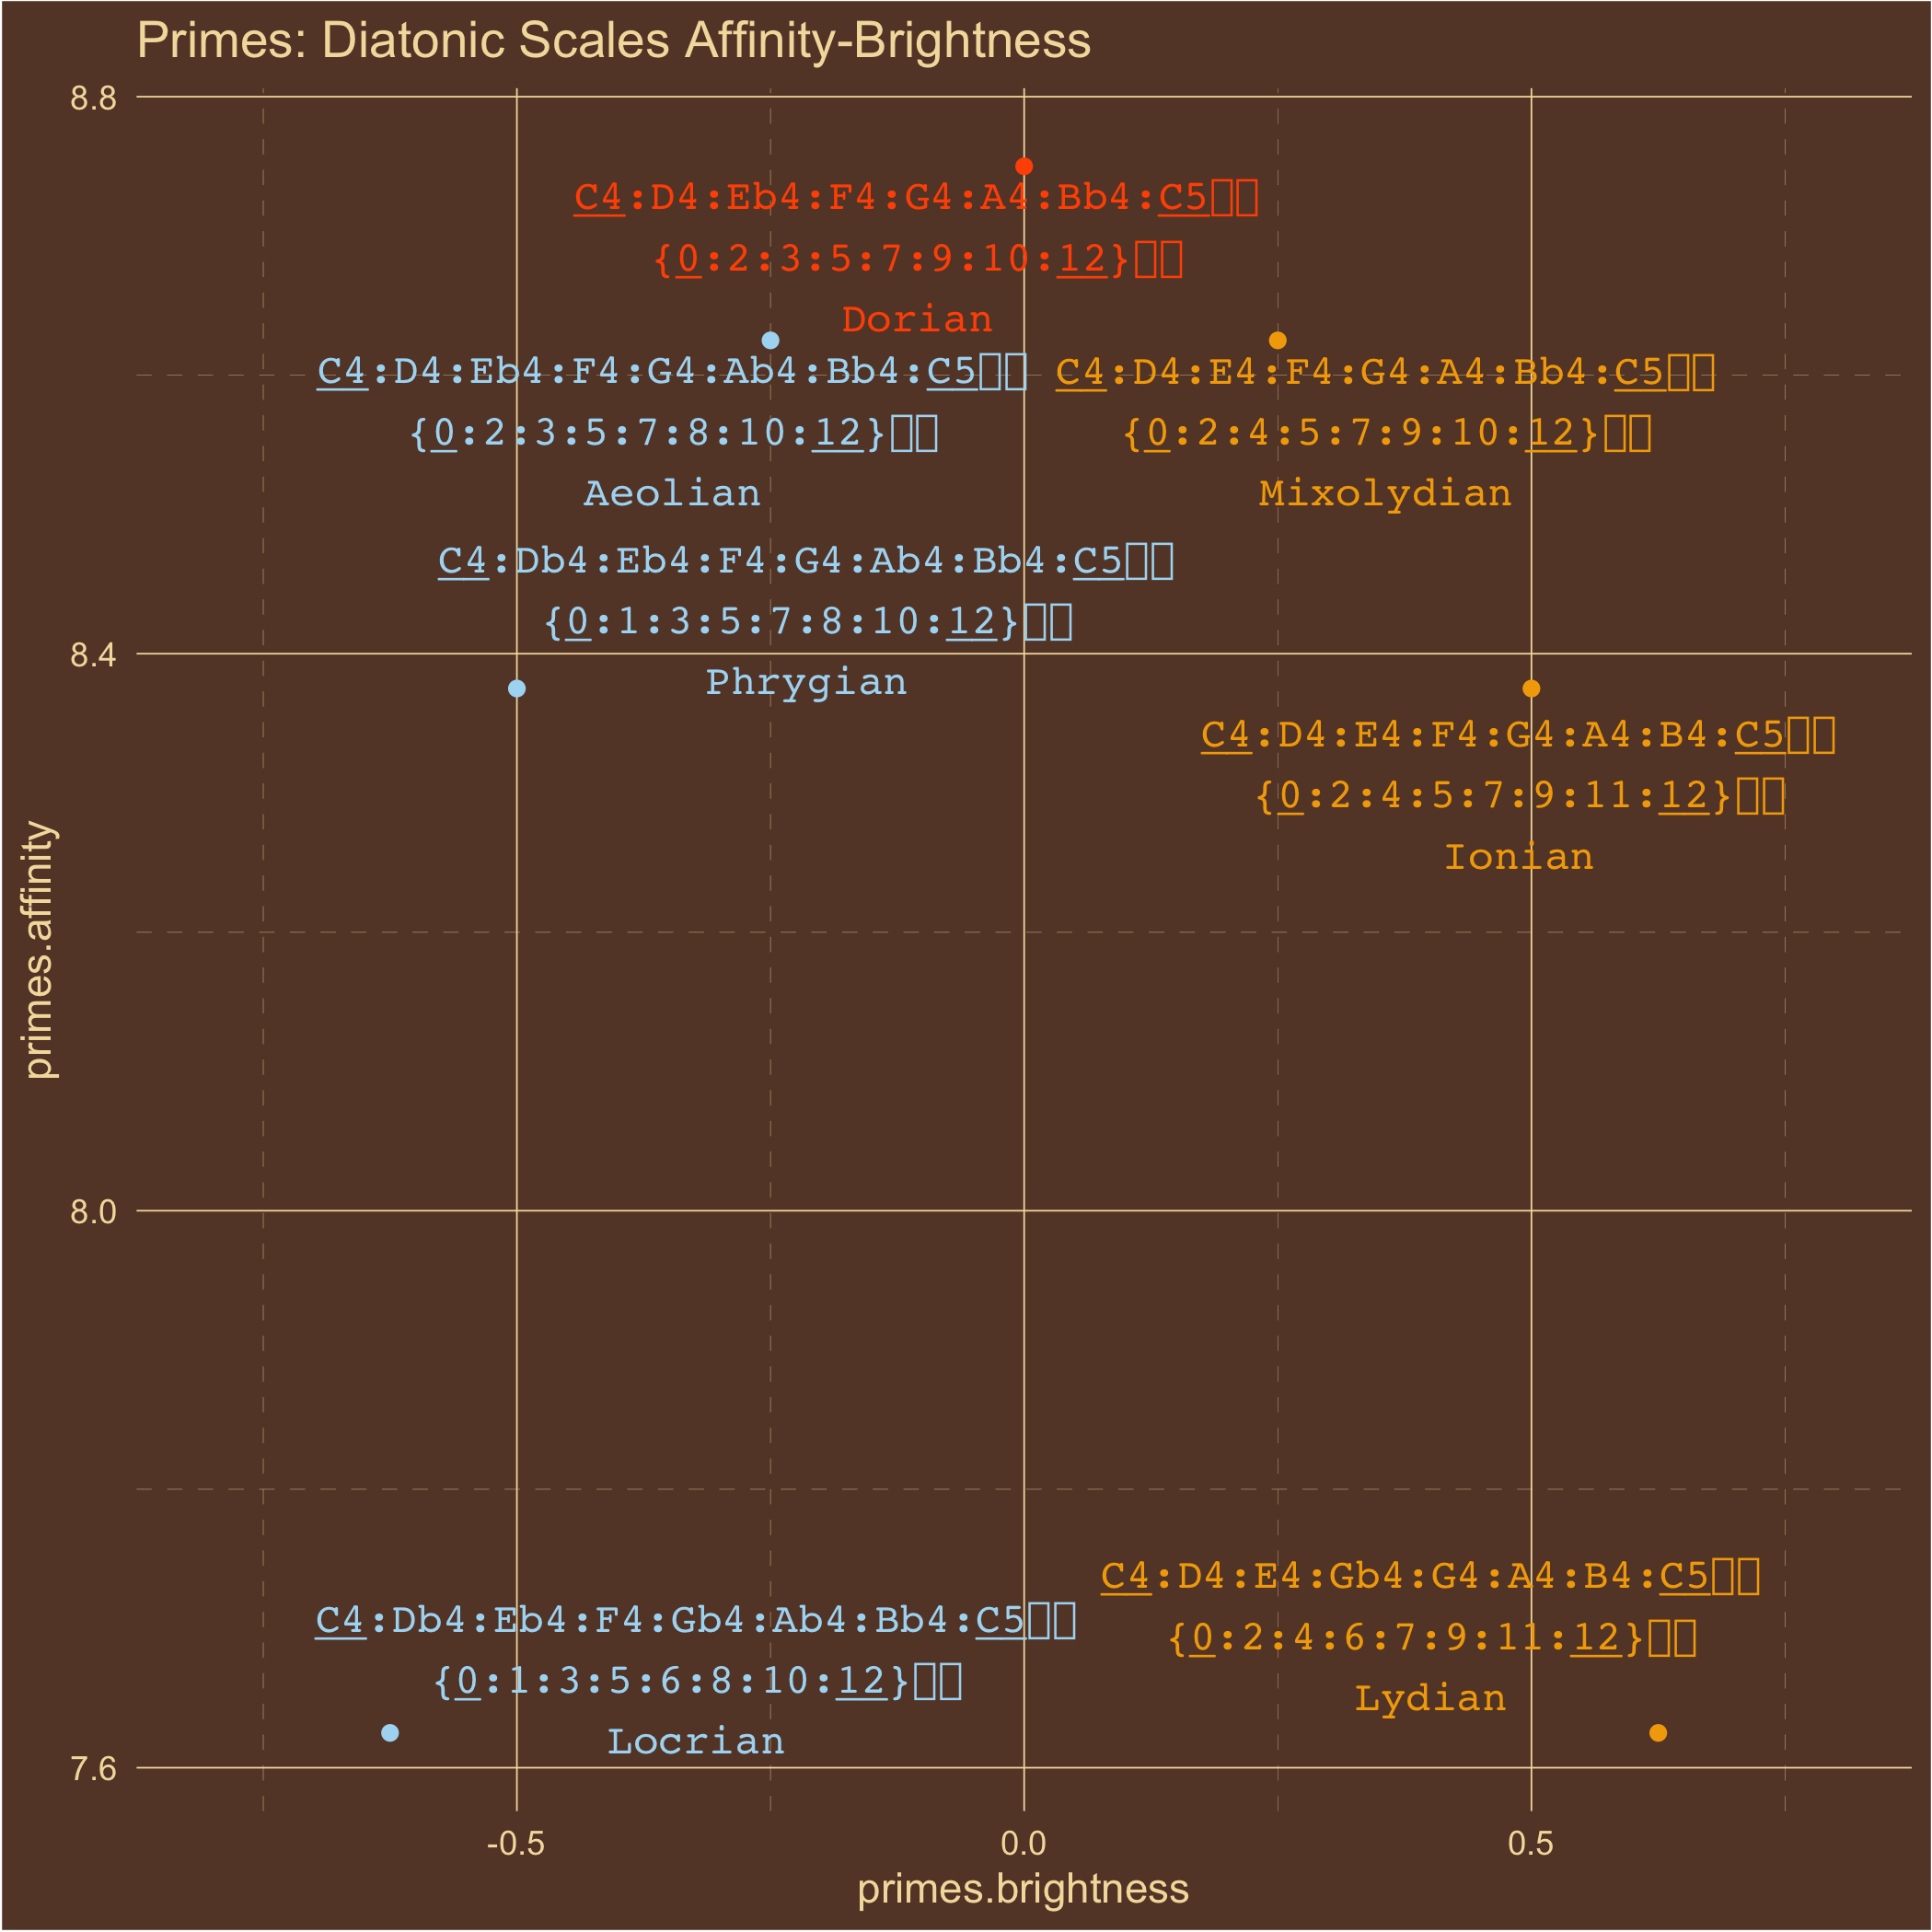 Primes: Diatonic Scales Affinity-Brightness
8.8
C4:D4:Eb4:F4:G4:A4:Bb4:C5
{0:2:3:5:7:9:10:12}
Dorian
C4:D4:Eb4:F4:G4:Ab4:Bb4:C5
{0:2:3:5:7:8:10:12}
Aeolian
C4:D4:E4:F4:G4:A4:Bb4:C5
{0:2:4:5:7:9:10:12}
Mixolydian
C4:Db4:Eb4:F4:G4:Ab4:Bb4:C5
{0:1:3:5:7:8:10:12}
Phrygian
8.4
C4:D4:E4:F4:G4:A4:B4:C5
{0:2:4:5:7:9:11:12}
Ionian
primes.affinity
8.0
C4:Db4:Eb4:F4:Gb4:Ab4:Bb4:C5
{0:1:3:5:6:8:10:12}
Locrian
C4:D4:E4:Gb4:G4:A4:B4:C5
{0:2:4:6:7:9:11:12}
Lydian
7.6
-0.5
0.0
0.5
primes.brightness